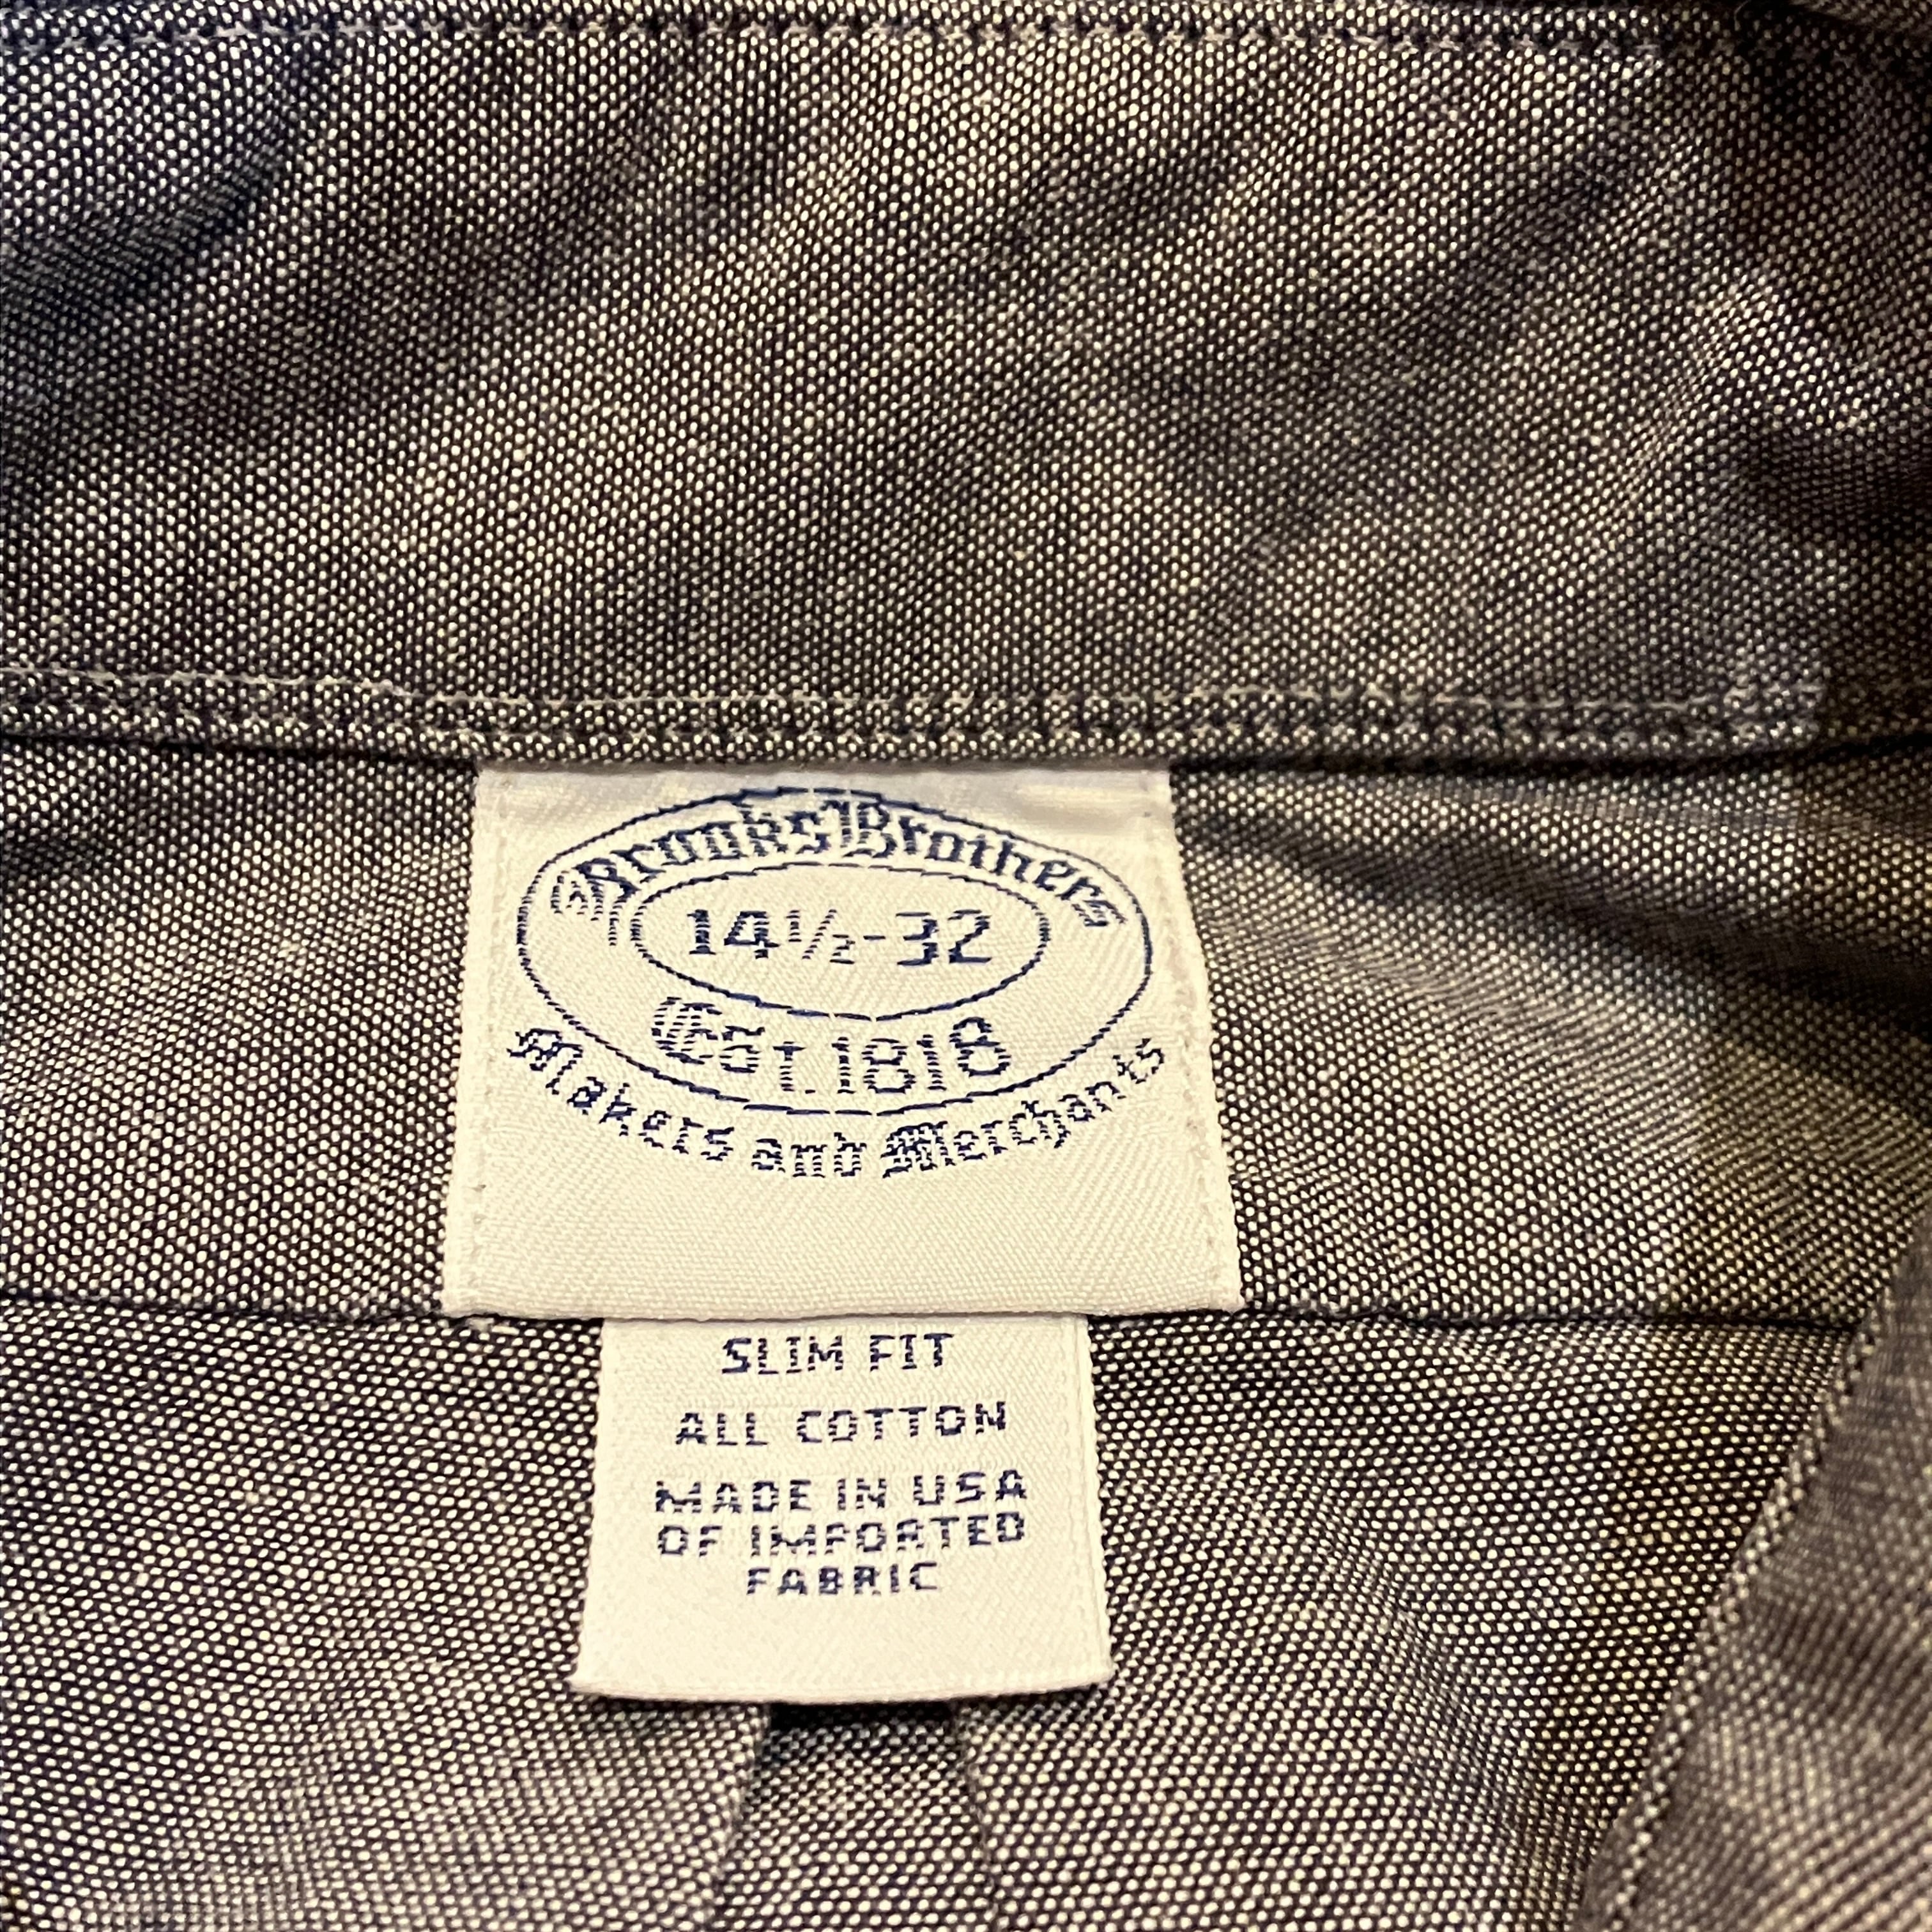 Brooks Brothers
14½-32
Est. 1818
Makers and Merchants
SLIM FIT
ALL COTTON
MADE IN USA
OF IMPORTED
FABRIC